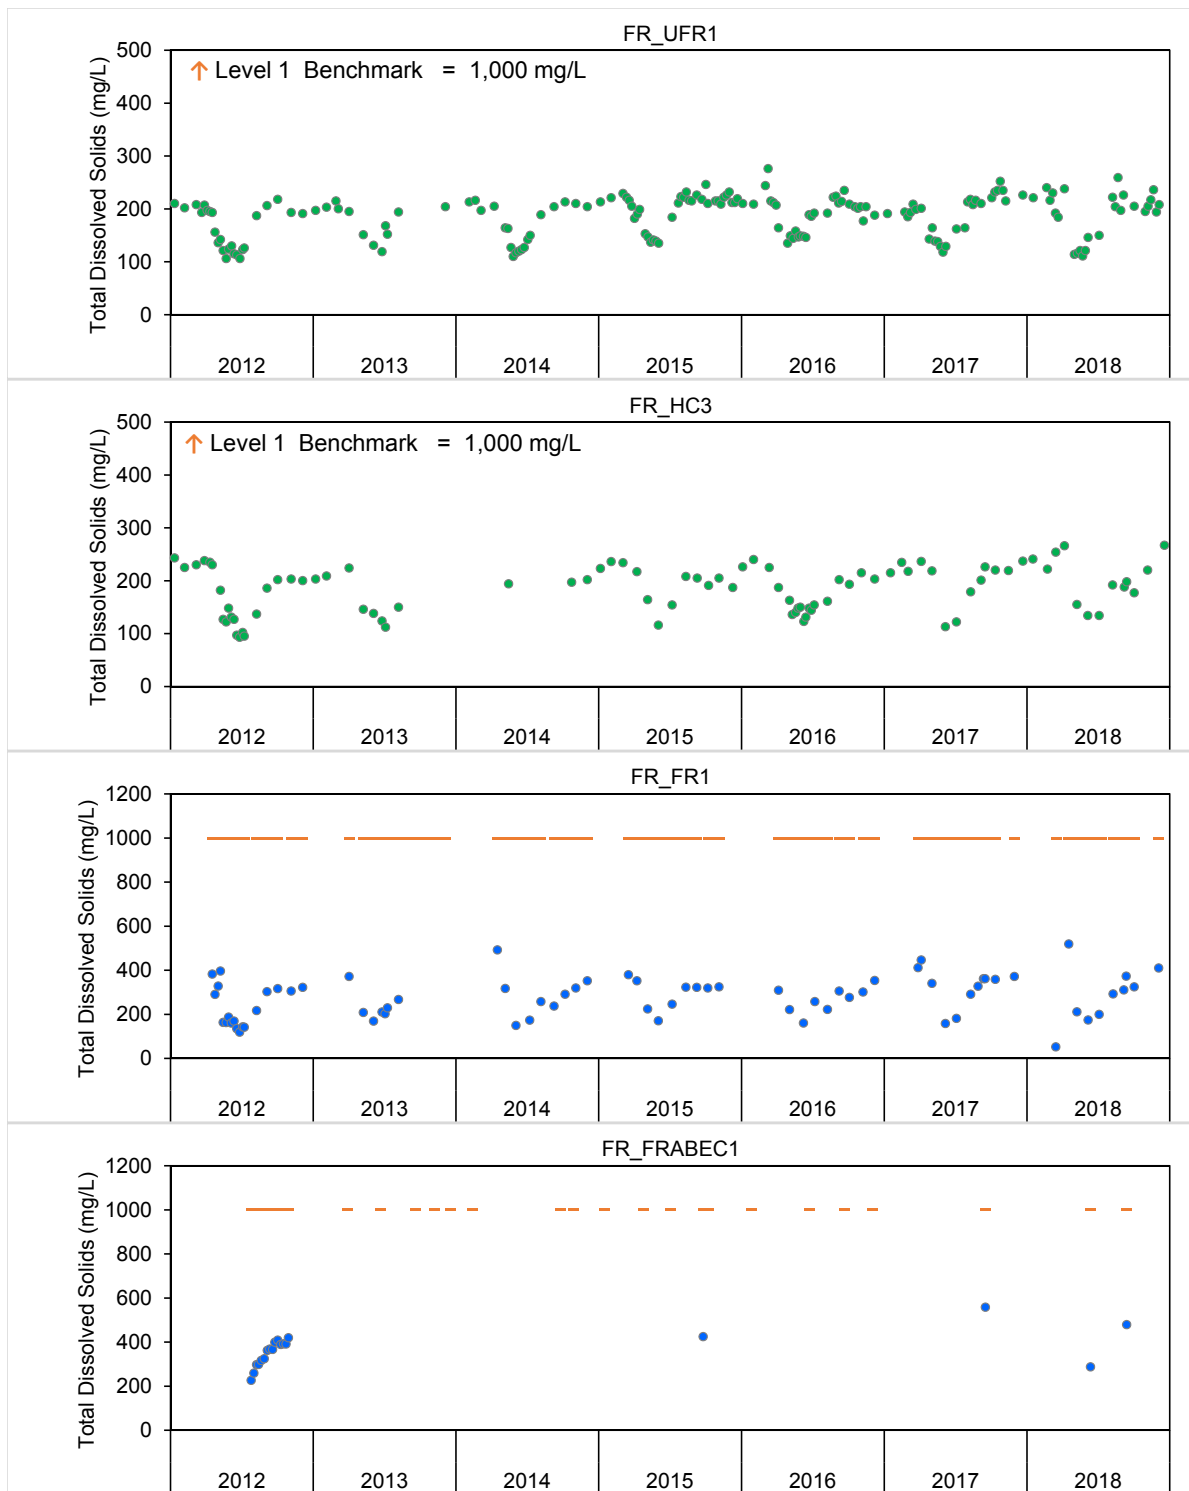 FR_UFR1
Total Dissolved Solids (mg/L)
500
↑ Level 1 Benchmark = 1,000 mg/L
400
300
200
100
0
2012 2013 2014 2015 2016 2017 2018
FR_HC3
Total Dissolved Solids (mg/L)
500
↑ Level 1 Benchmark = 1,000 mg/L
400
300
200
100
0
2012 2013 2014 2015 2016 2017 2018
FR_FR1
Total Dissolved Solids (mg/L)
1200
1000
800
600
400
200
0
2012 2013 2014 2015 2016 2017 2018
FR_FRABEC1
Total Dissolved Solids (mg/L)
1200
1000
800
600
400
200
0
2012 2013 2014 2015 2016 2017 2018